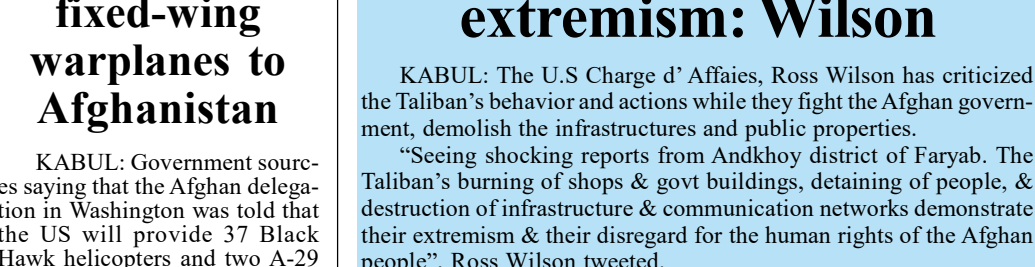 fixed-wing
warplanes to
Afghanistan
KABUL: Government sourc-
es saying that the Afghan delega-
tion in Washington was told that
the US will provide 37 Black
Hawk helicopters and two A-29
extremism: Wilson
KABUL: The U.S Charge d’ Affaies, Ross Wilson has criticized
the Taliban’s behavior and actions while they fight the Afghan govern-
ment, demolish the infrastructures and public properties.
“Seeing shocking reports from Andkhoy district of Faryab. The
Taliban’s burning of shops & govt buildings, detaining of people, &
destruction of infrastructure & communication networks demonstrate
their extremism & their disregard for the human rights of the Afghan
people”, Ross Wilson tweeted.